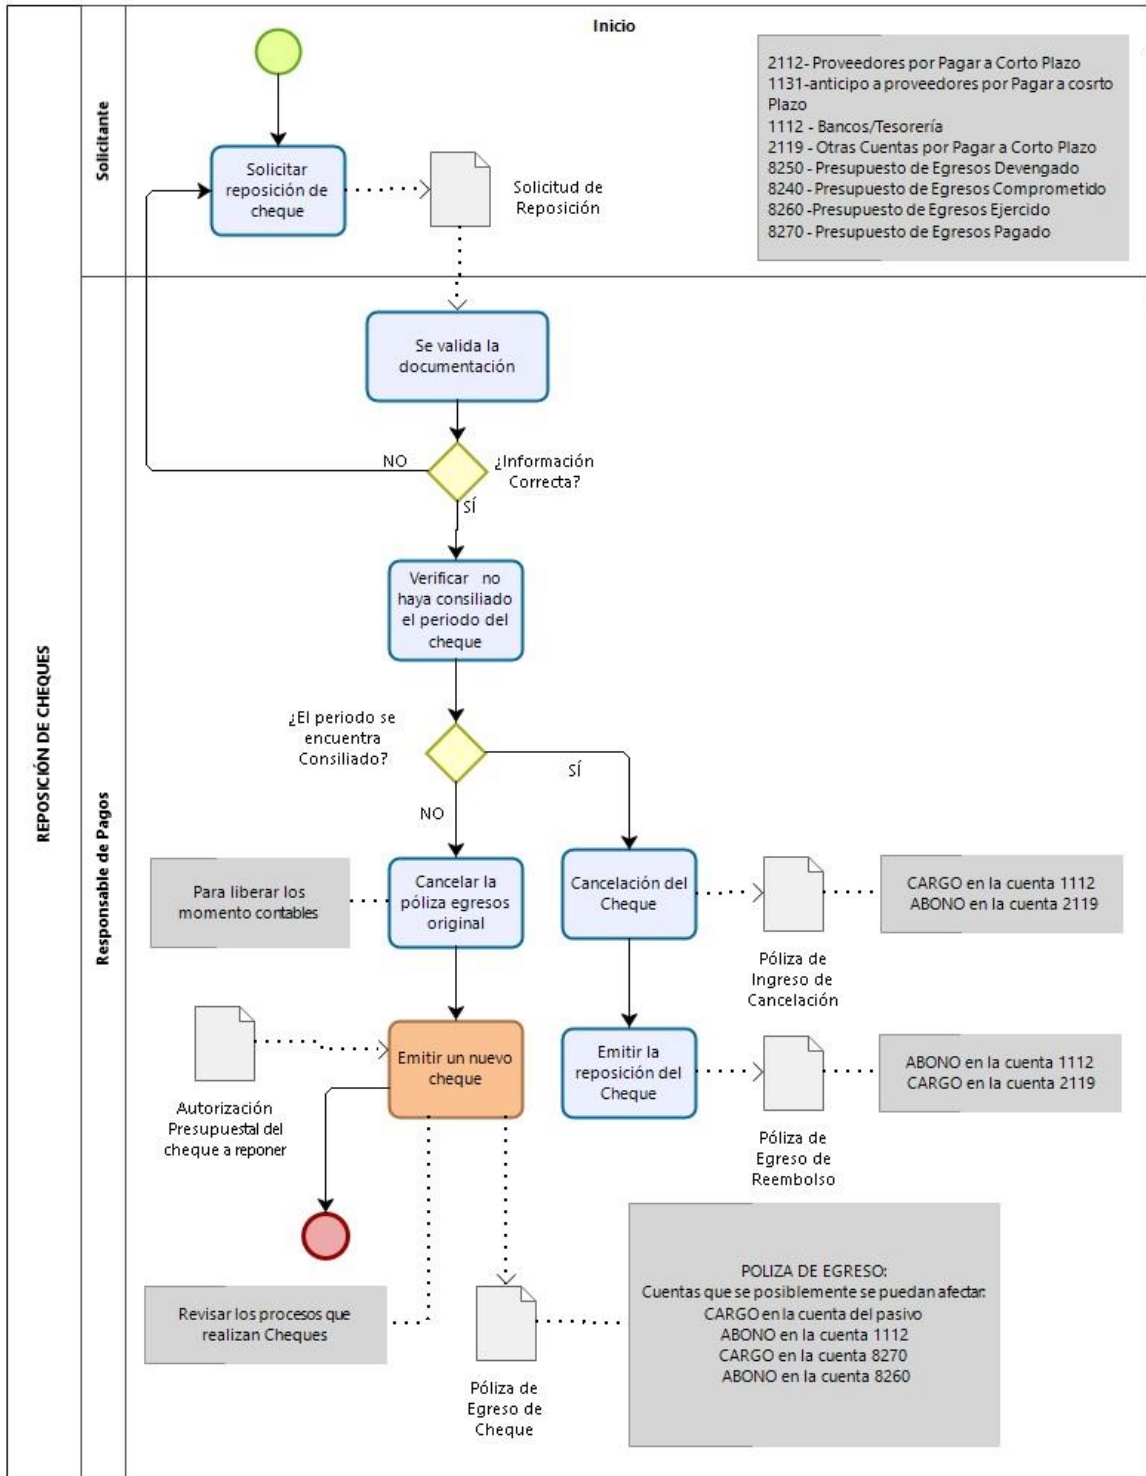 REPOSICIÓN DE CHEQUES
Solicitante
Inicio
2112- Proveedores por Pagar a Corto Plazo
1131-anticipo a proveedores por Pagar a cosrto
Plazo
1112 - Bancos/Tesorería
2119 - Otras Cuentas por Pagar a Corto Plazo
8250 - Presupuesto de Egresos Devengado
8240 - Presupuesto de Egresos Comprometido
8260 -Presupuesto de Egresos Ejercido
8270 - Presupuesto de Egresos Pagado
Solicitar
reposición de
cheque
Solicitud de
Reposición
Responsable de Pagos
Se valida la
documentación
NO
¿Información
Correcta?
SÍ
Verificar no
haya consiliado
el periodo del
cheque
¿El periodo se
encuentra
Consiliado?
SÍ
NO
Para liberar los
momento contables
Cancelar la
póliza egresos
original
Cancelación del
Cheque
Póliza de
Ingreso de
Cancelación
CARGO en la cuenta 1112
ABONO en la cuenta 2119
Autorización
Presupuestal del
cheque a reponer
Emitir un nuevo
cheque
Emitir la
reposición del
Cheque
Póliza de
Egreso de
Reembolso
ABONO en la cuenta 1112
CARGO en la cuenta 2119
Revisar los procesos que
realizan Cheques
Póliza de
Egreso de
Cheque
POLIZA DE EGRESO:
Cuentas que se posiblemente se puedan afectar:
CARGO en la cuenta del pasivo
ABONO en la cuenta 1112
CARGO en la cuenta 8270
ABONO en la cuenta 8260